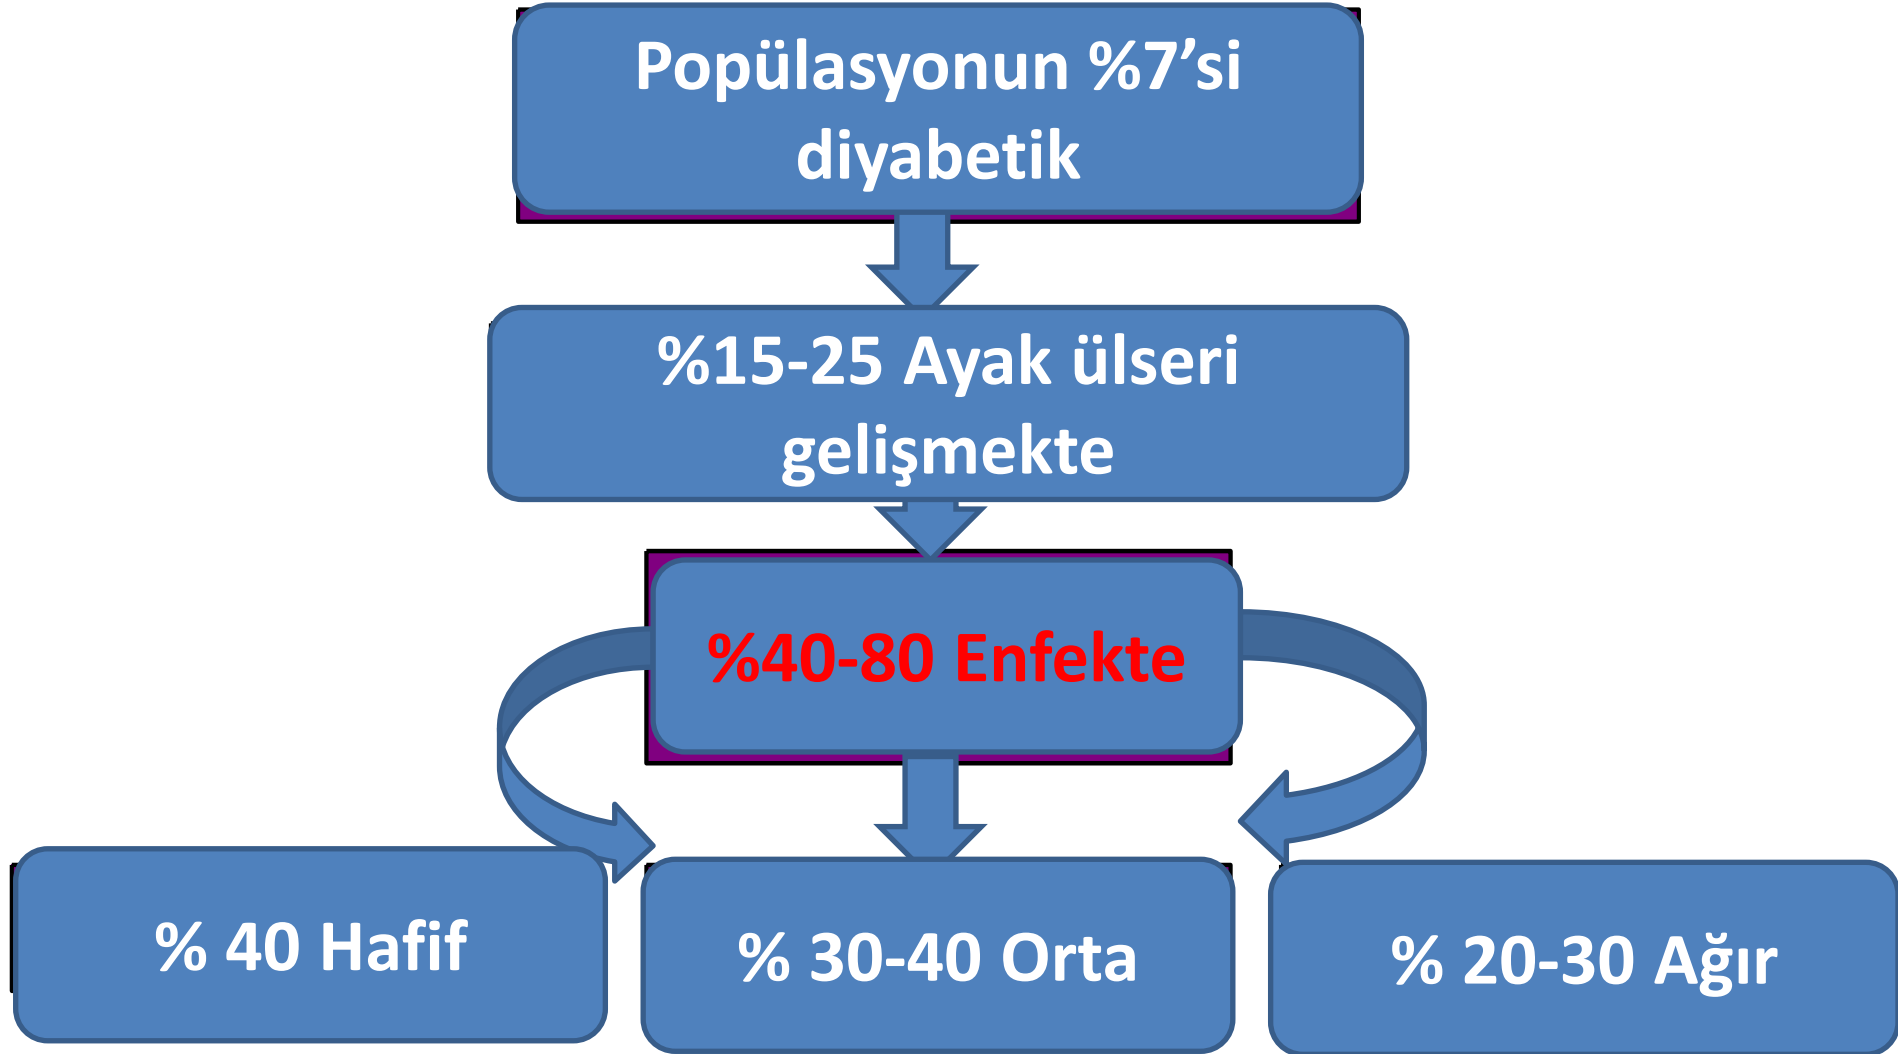 Popülasyonun %7’si
diyabetik
%15-25 Ayak ülseri
gelişmekte
%40-80 Enfekte
% 40 Hafif
% 30-40 Orta
% 20-30 Ağır